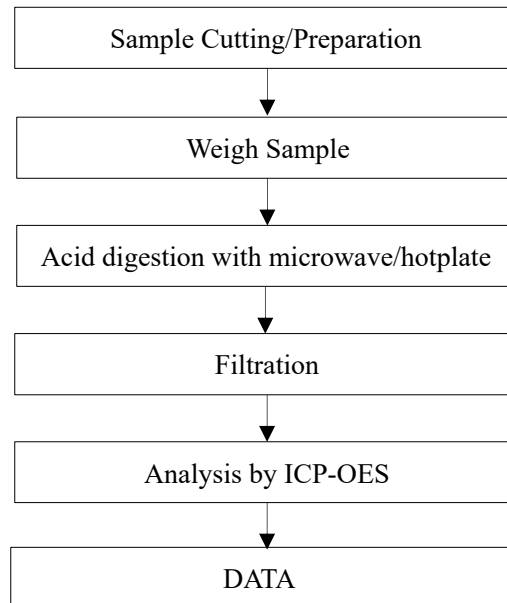 Sample Cutting/Preparation
Weigh Sample
Acid digestion with microwave/hotplate
Filtration
Analysis by ICP-OES
DATA